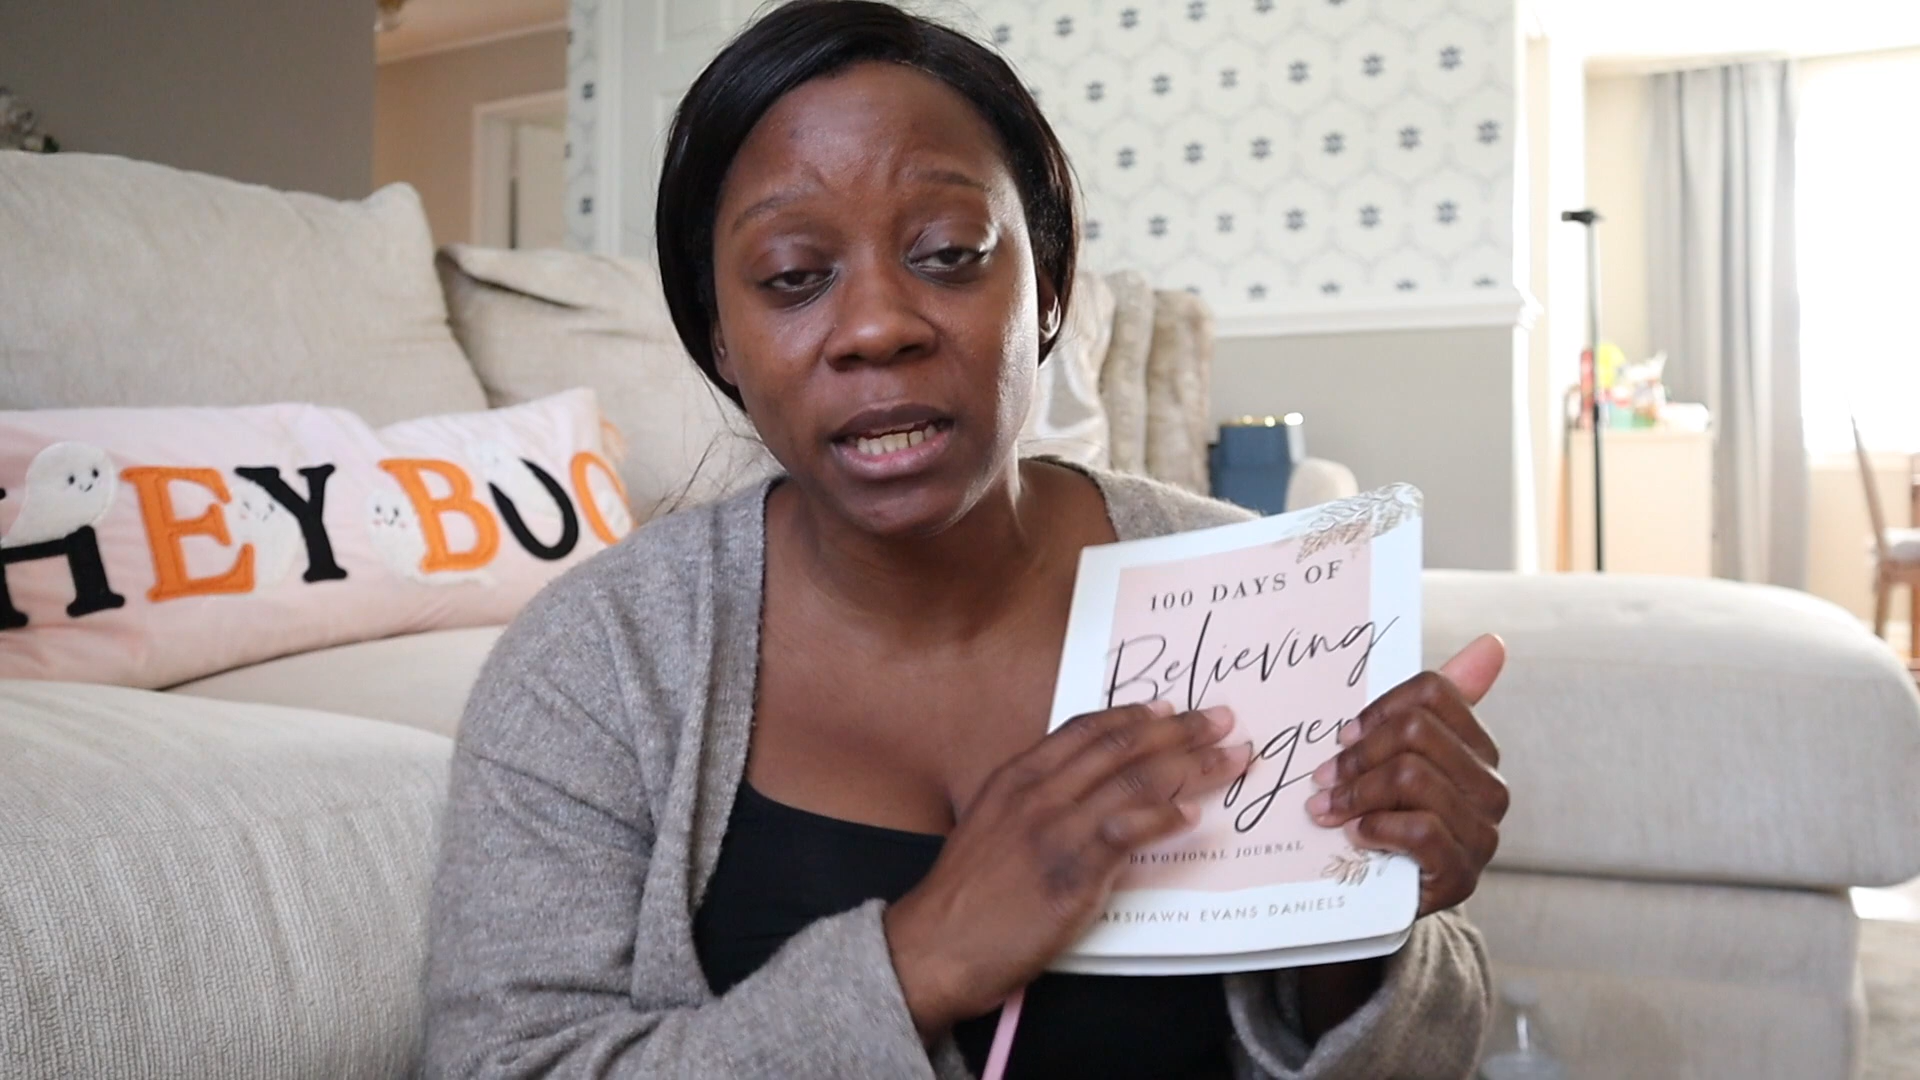 HEY BOO
100 DAYS OF
Believing
DEVOTIONAL JOURNAL
EVANS DANIELS